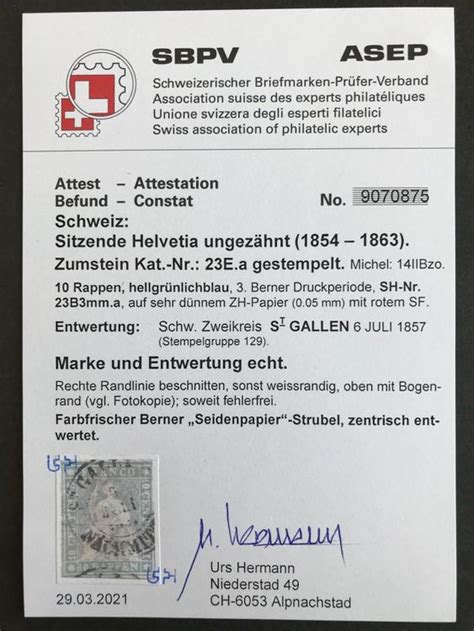 SBPV ASEP
Schweizerischer Briefmarken-Prüfer-Verband
Association suisse des experts philatéliques
Unione svizzera degli esperti filatelici
Swiss association of philatelic experts
Attest – Attestation
Befund – Constat No. 9070875
Schweiz:
Sitzende Helvetia ungezähnt (1854 – 1863).
Zumstein Kat.-Nr.: 23E.a gestempelt. Michel: 14IIBzo.
10 Rappen, hellgrünlichblau, 3. Berner Druckperiode, SH-Nr.
23B3mm.a, auf sehr dünnem ZH-Papier (0.05 mm) mit rotem SF.
Entwertung: Schw. Zweikreis Sᵀ GALLEN 6 JULI 1857
(Stempelgruppe 129).
Marke und Entwertung echt.
Rechte Randlinie beschnitten, sonst weissrandig, oben mit Bogen-
rand (vgl. Fotokopie); soweit fehlerfrei.
Farbfrischer Berner „Seidenpapier"-Strubel, zentrisch ent-
wertet.
FRANCO
RAPPEN
Urs Hermann
Niederstad 49
29.03.2021 CH-6053 Alpnachstad